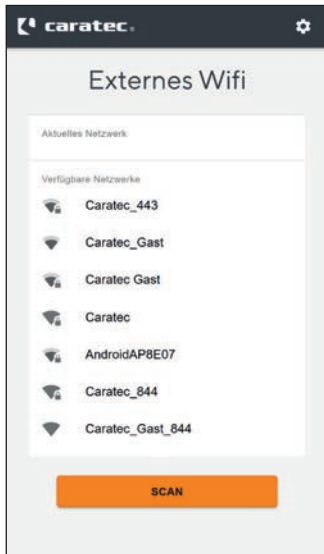 caratec.
Externes Wifi
Aktuelles Netzwerk
Verfügbare Netzwerke
Caratec_443
Caratec_Gast
Caratec Gast
Caratec
AndroidAP8E07
Caratec_844
Caratec_Gast_844
SCAN